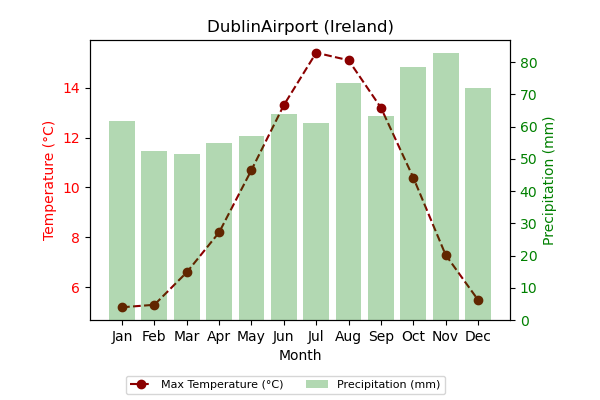 DublinAirport (Ireland)
Temperature (°C)
14
12
10
8
6
80
70
60
50
40
30
20
10
0
Precipitation (mm)
Jan Feb Mar Apr May Jun Jul Aug Sep Oct Nov Dec
Month
Max Temperature (°C) Precipitation (mm)